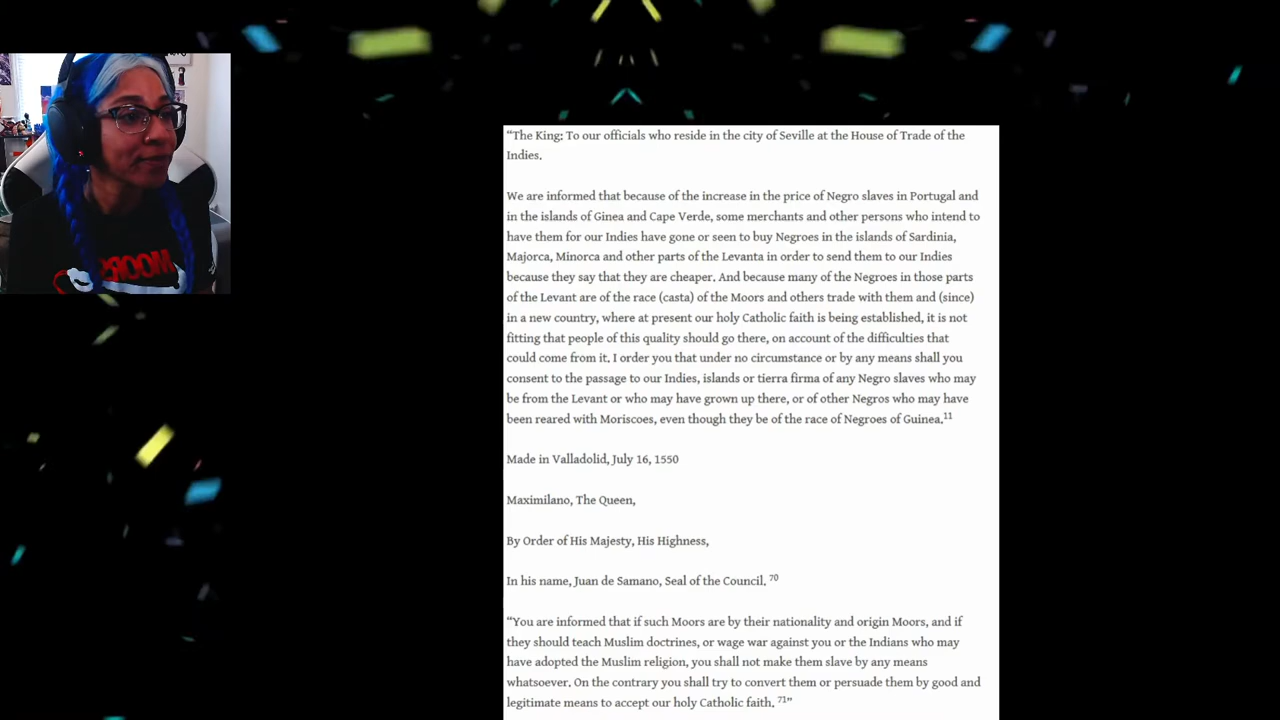 “The King: To our officials who reside in the city of Seville at the House of Trade of the
Indies.
We are informed that because of the increase in the price of Negro slaves in Portugal and
in the islands of Ginea and Cape Verde, some merchants and other persons who intend to
have them for our Indies have gone or seen to buy Negroes in the islands of Sardinia,
Majorca, Minorca and other parts of the Levanta in order to send them to our Indies
because they say that they are cheaper. And because many of the Negroes in those parts
of the Levant are of the race (casta) of the Moors and others trade with them and (since)
in a new country, where at present our holy Catholic faith is being established, it is not
fitting that people of this quality should go there, on account of the difficulties that
could come from it. I order you that under no circumstance or by any means shall you
consent to the passage to our Indies, islands or tierra firma of any Negro slaves who may
be from the Levant or who may have grown up there, or of other Negros who may have
been reared with Moriscoes, even though they be of the race of Negroes of Guinea.11
Made in Valladolid, July 16, 1550
Maximilano, The Queen,
By Order of His Majesty, His Highness,
In his name, Juan de Samano, Seal of the Council. 70
“You are informed that if such Moors are by their nationality and origin Moors, and if
they should teach Muslim doctrines, or wage war against you or the Indians who may
have adopted the Muslim religion, you shall not make them slave by any means
whatsoever. On the contrary you shall try to convert them or persuade them by good and
legitimate means to accept our holy Catholic faith. 71”